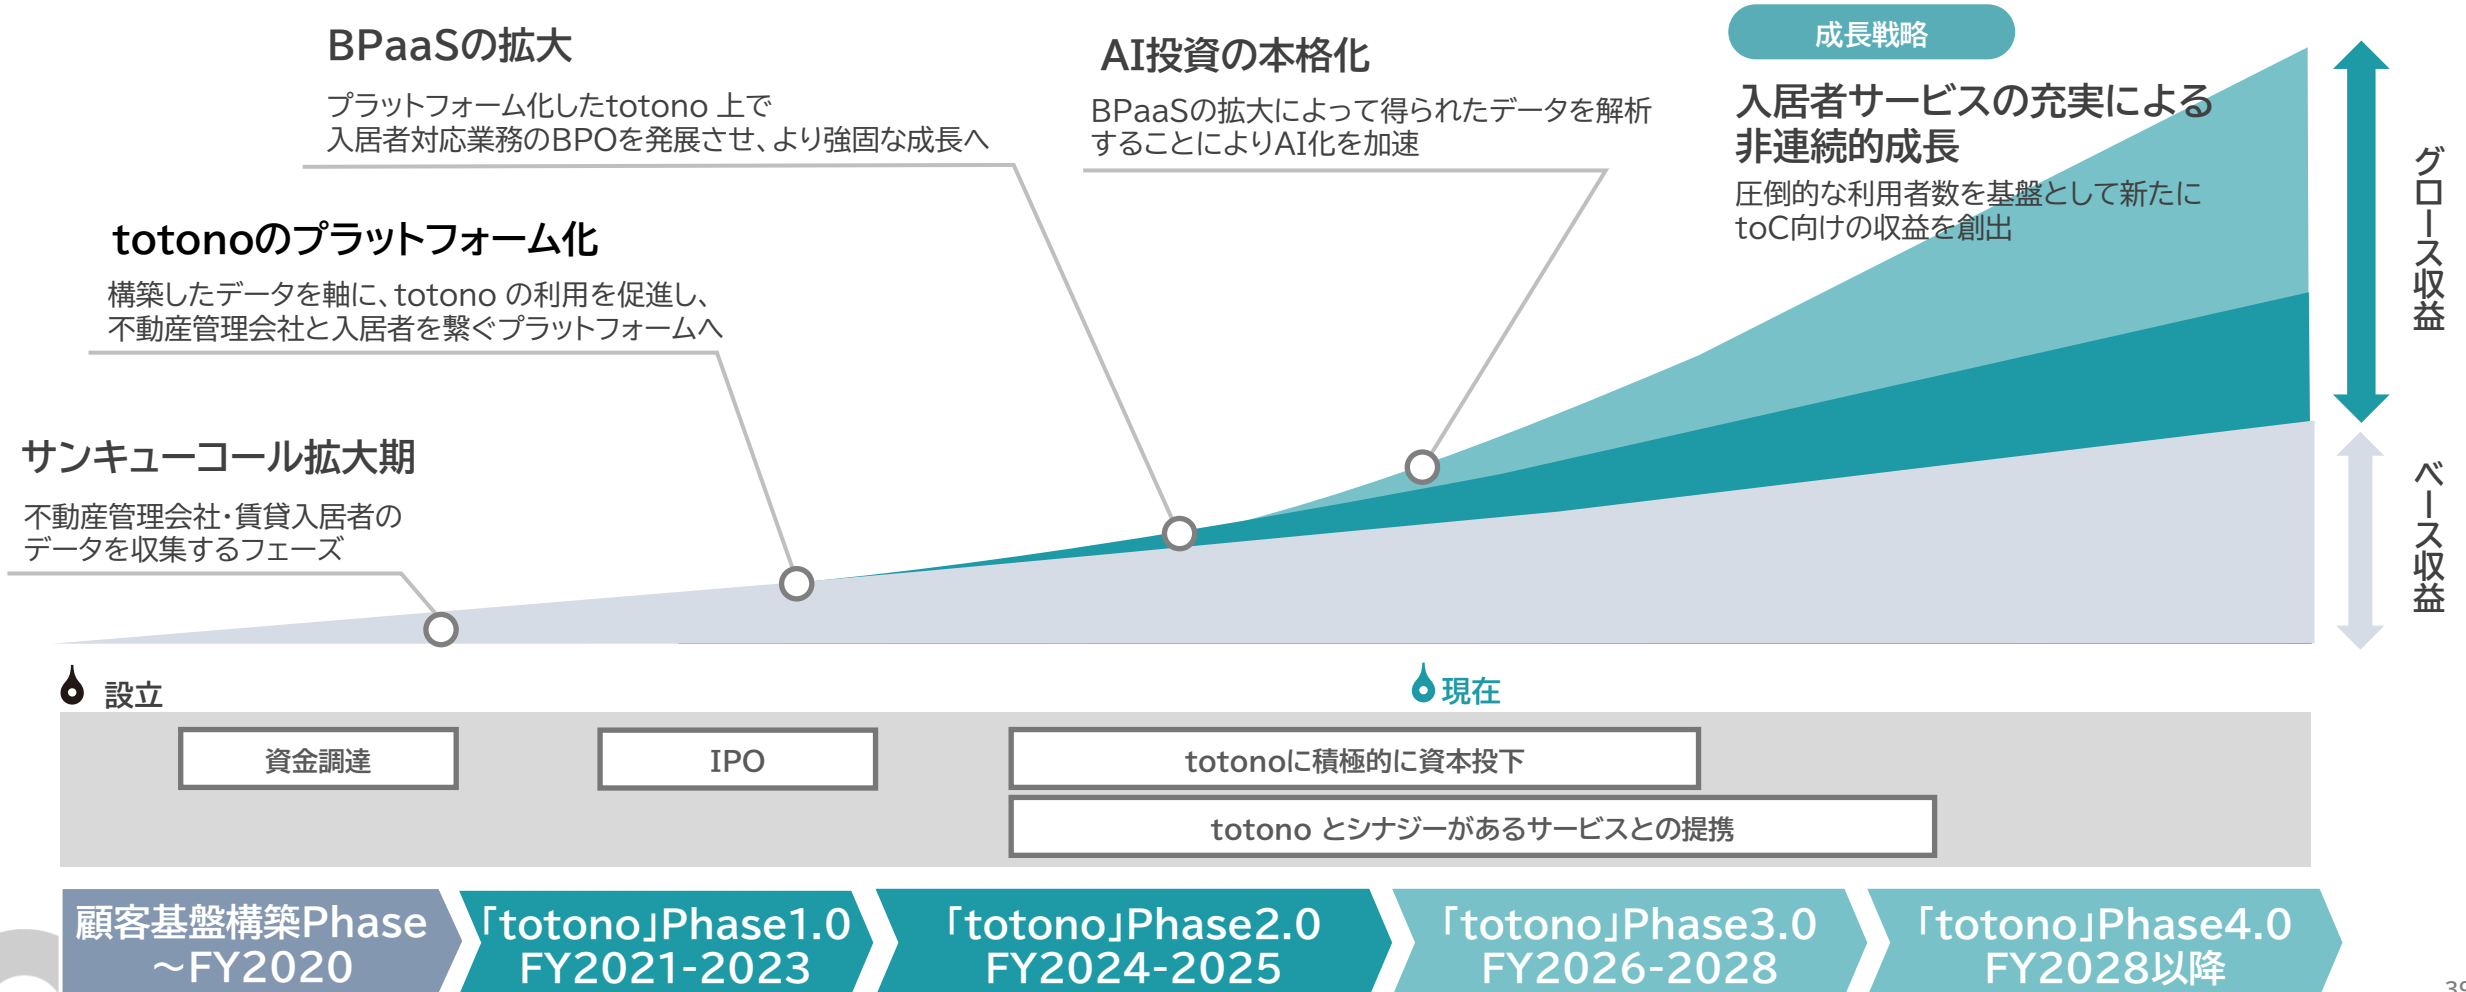 BPaaSの拡大
プラットフォーム化したtotono 上で
入居者対応業務のBPOを発展させ、より強固な成長へ
AI投資の本格化
BPaaSの拡大によって得られたデータを解析
することによりAI化を加速
成長戦略
入居者サービスの充実による
非連続的成長
圧倒的な利用者数を基盤として新たに
toC向けの収益を創出
totonoのプラットフォーム化
構築したデータを軸に、totono の利用を促進し、
不動産管理会社と入居者を繋ぐプラットフォームへ
サンキューコール拡大期
不動産管理会社・賃貸入居者の
データを収集するフェーズ
グロース収益
ベース収益
設立
現在
資金調達
IPO
totonoに積極的に資本投下
totono とシナジーがあるサービスとの提携
顧客基盤構築Phase
～FY2020
「totono」Phase1.0
FY2021-2023
「totono」Phase2.0
FY2024-2025
「totono」Phase3.0
FY2026-2028
「totono」Phase4.0
FY2028以降